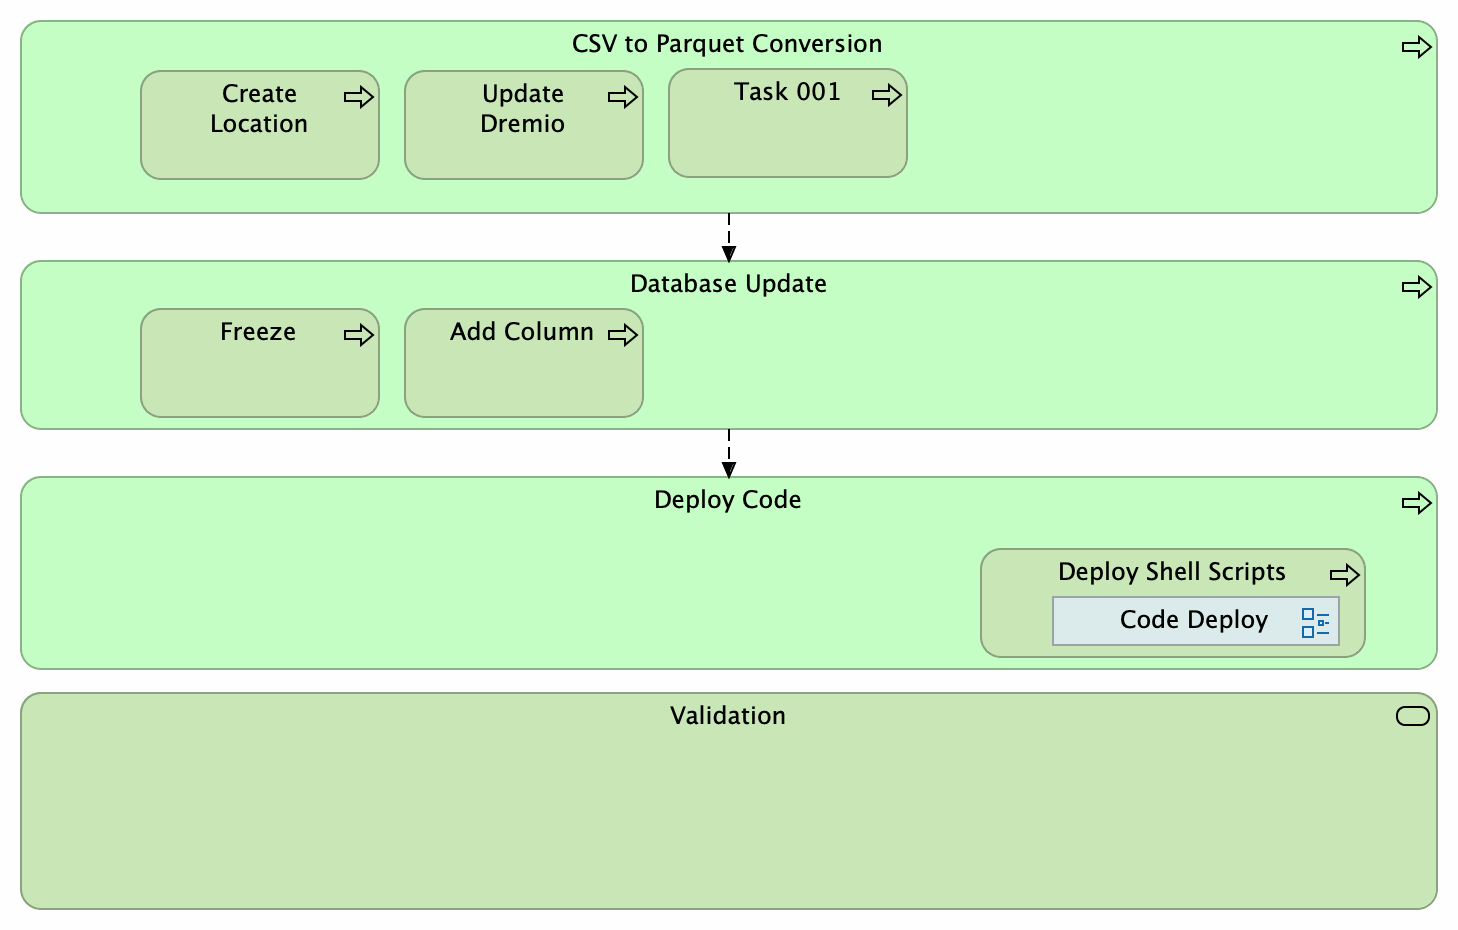 CSV to Parquet Conversion
Create
Location
Update
Dremio
Task 001
Database Update
Freeze
Add Column
Deploy Code
Deploy Shell Scripts
Code Deploy
Validation